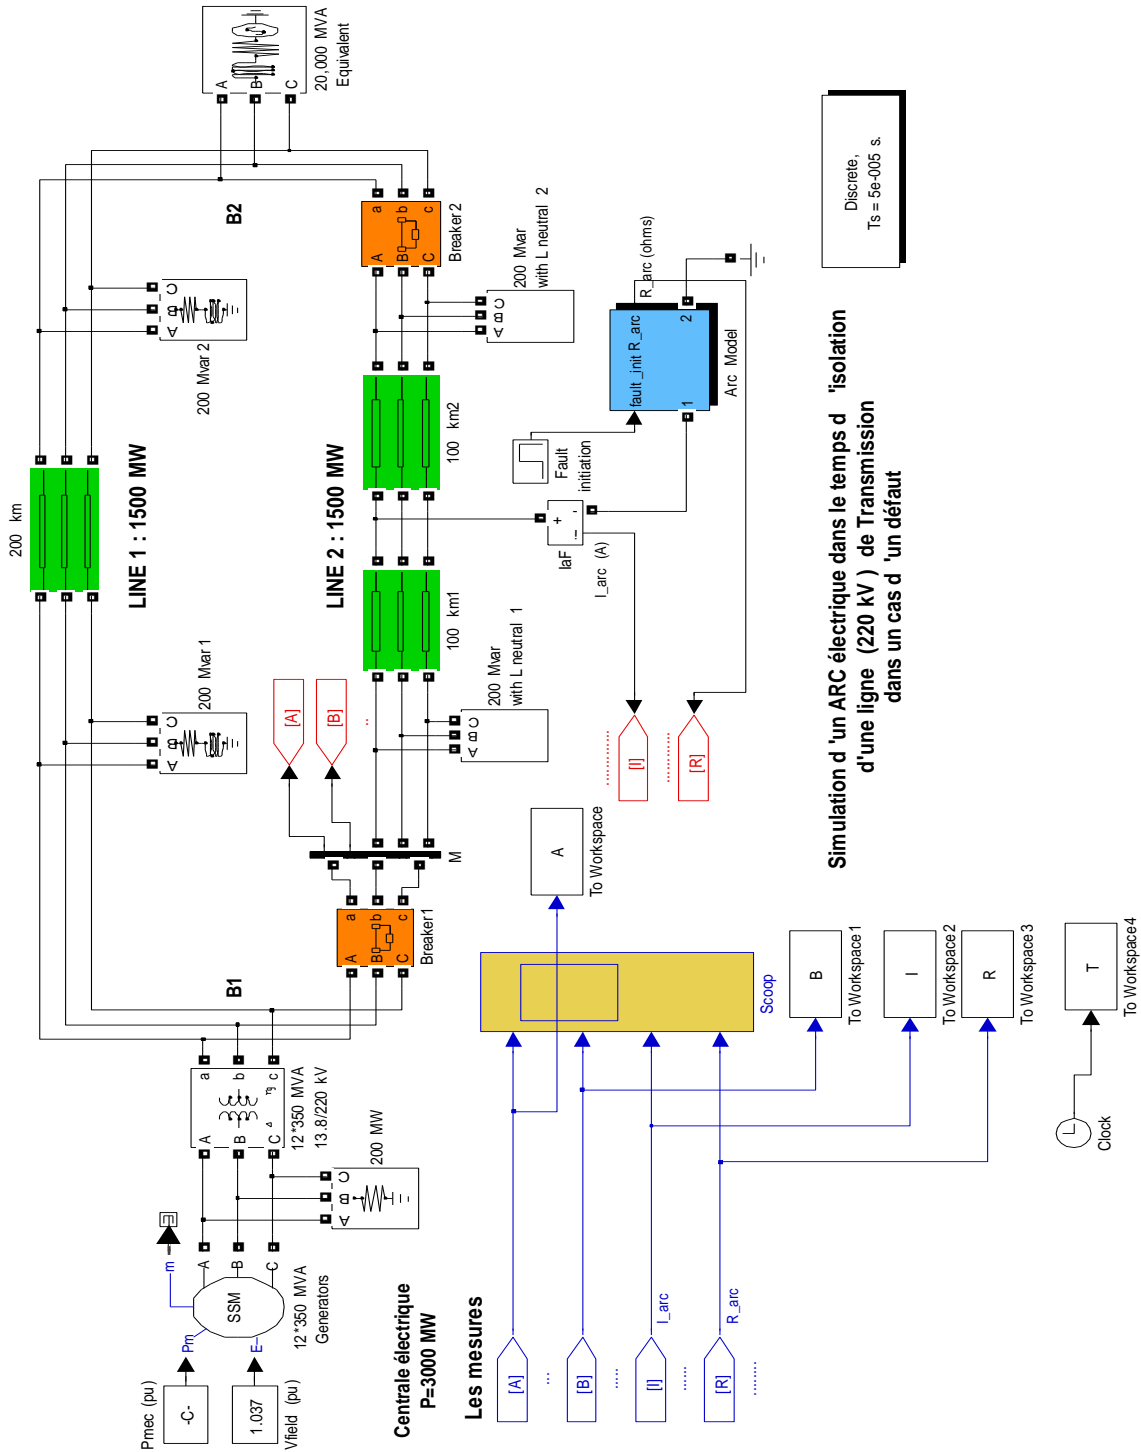 Pmec (pu)
-C-
Vfield (pu)
1.037
Pm
E
m
SSM
A
B
C
12*350 MVA
Generators
Centrale électrique
P=3000 MW
A
B
C
200 MW
A
B
C
a
b
c
12*350 MVA
13.8/220 kV
B1
A
B
C
a
b
c
Breaker1
M
[A]
[B]
A
B
C
200 Mvar 1
200 km
LINE 1 : 1500 MW
A
B
C
200 Mvar 2
A
B
C
200 Mvar
with L neutral 1
100 km1
LINE 2 : 1500 MW
100 km2
A
B
C
200 Mvar
with L neutral 2
A
B
C
a
b
c
Breaker2
B2
A
B
C
20,000 MVA
Equivalent
Fault
initiation
+
-
i
IaF
I_arc (A)
fault_init R_arc
1
2
Arc Model
R_arc (ohms)
[I]
[R]
Discrete,
Ts = 5e-005 s.
Simulation d 'un ARC électrique dans le temps d 'isolation
d'une ligne (220 kV ) de Transmission
dans un cas d 'un défaut
Les mesures
[A]
[B]
[I]
[R]
I_arc
R_arc
Scoop
A
To Workspace
B
To Workspace1
I
To Workspace2
R
To Workspace3
Clock
T
To Workspace4